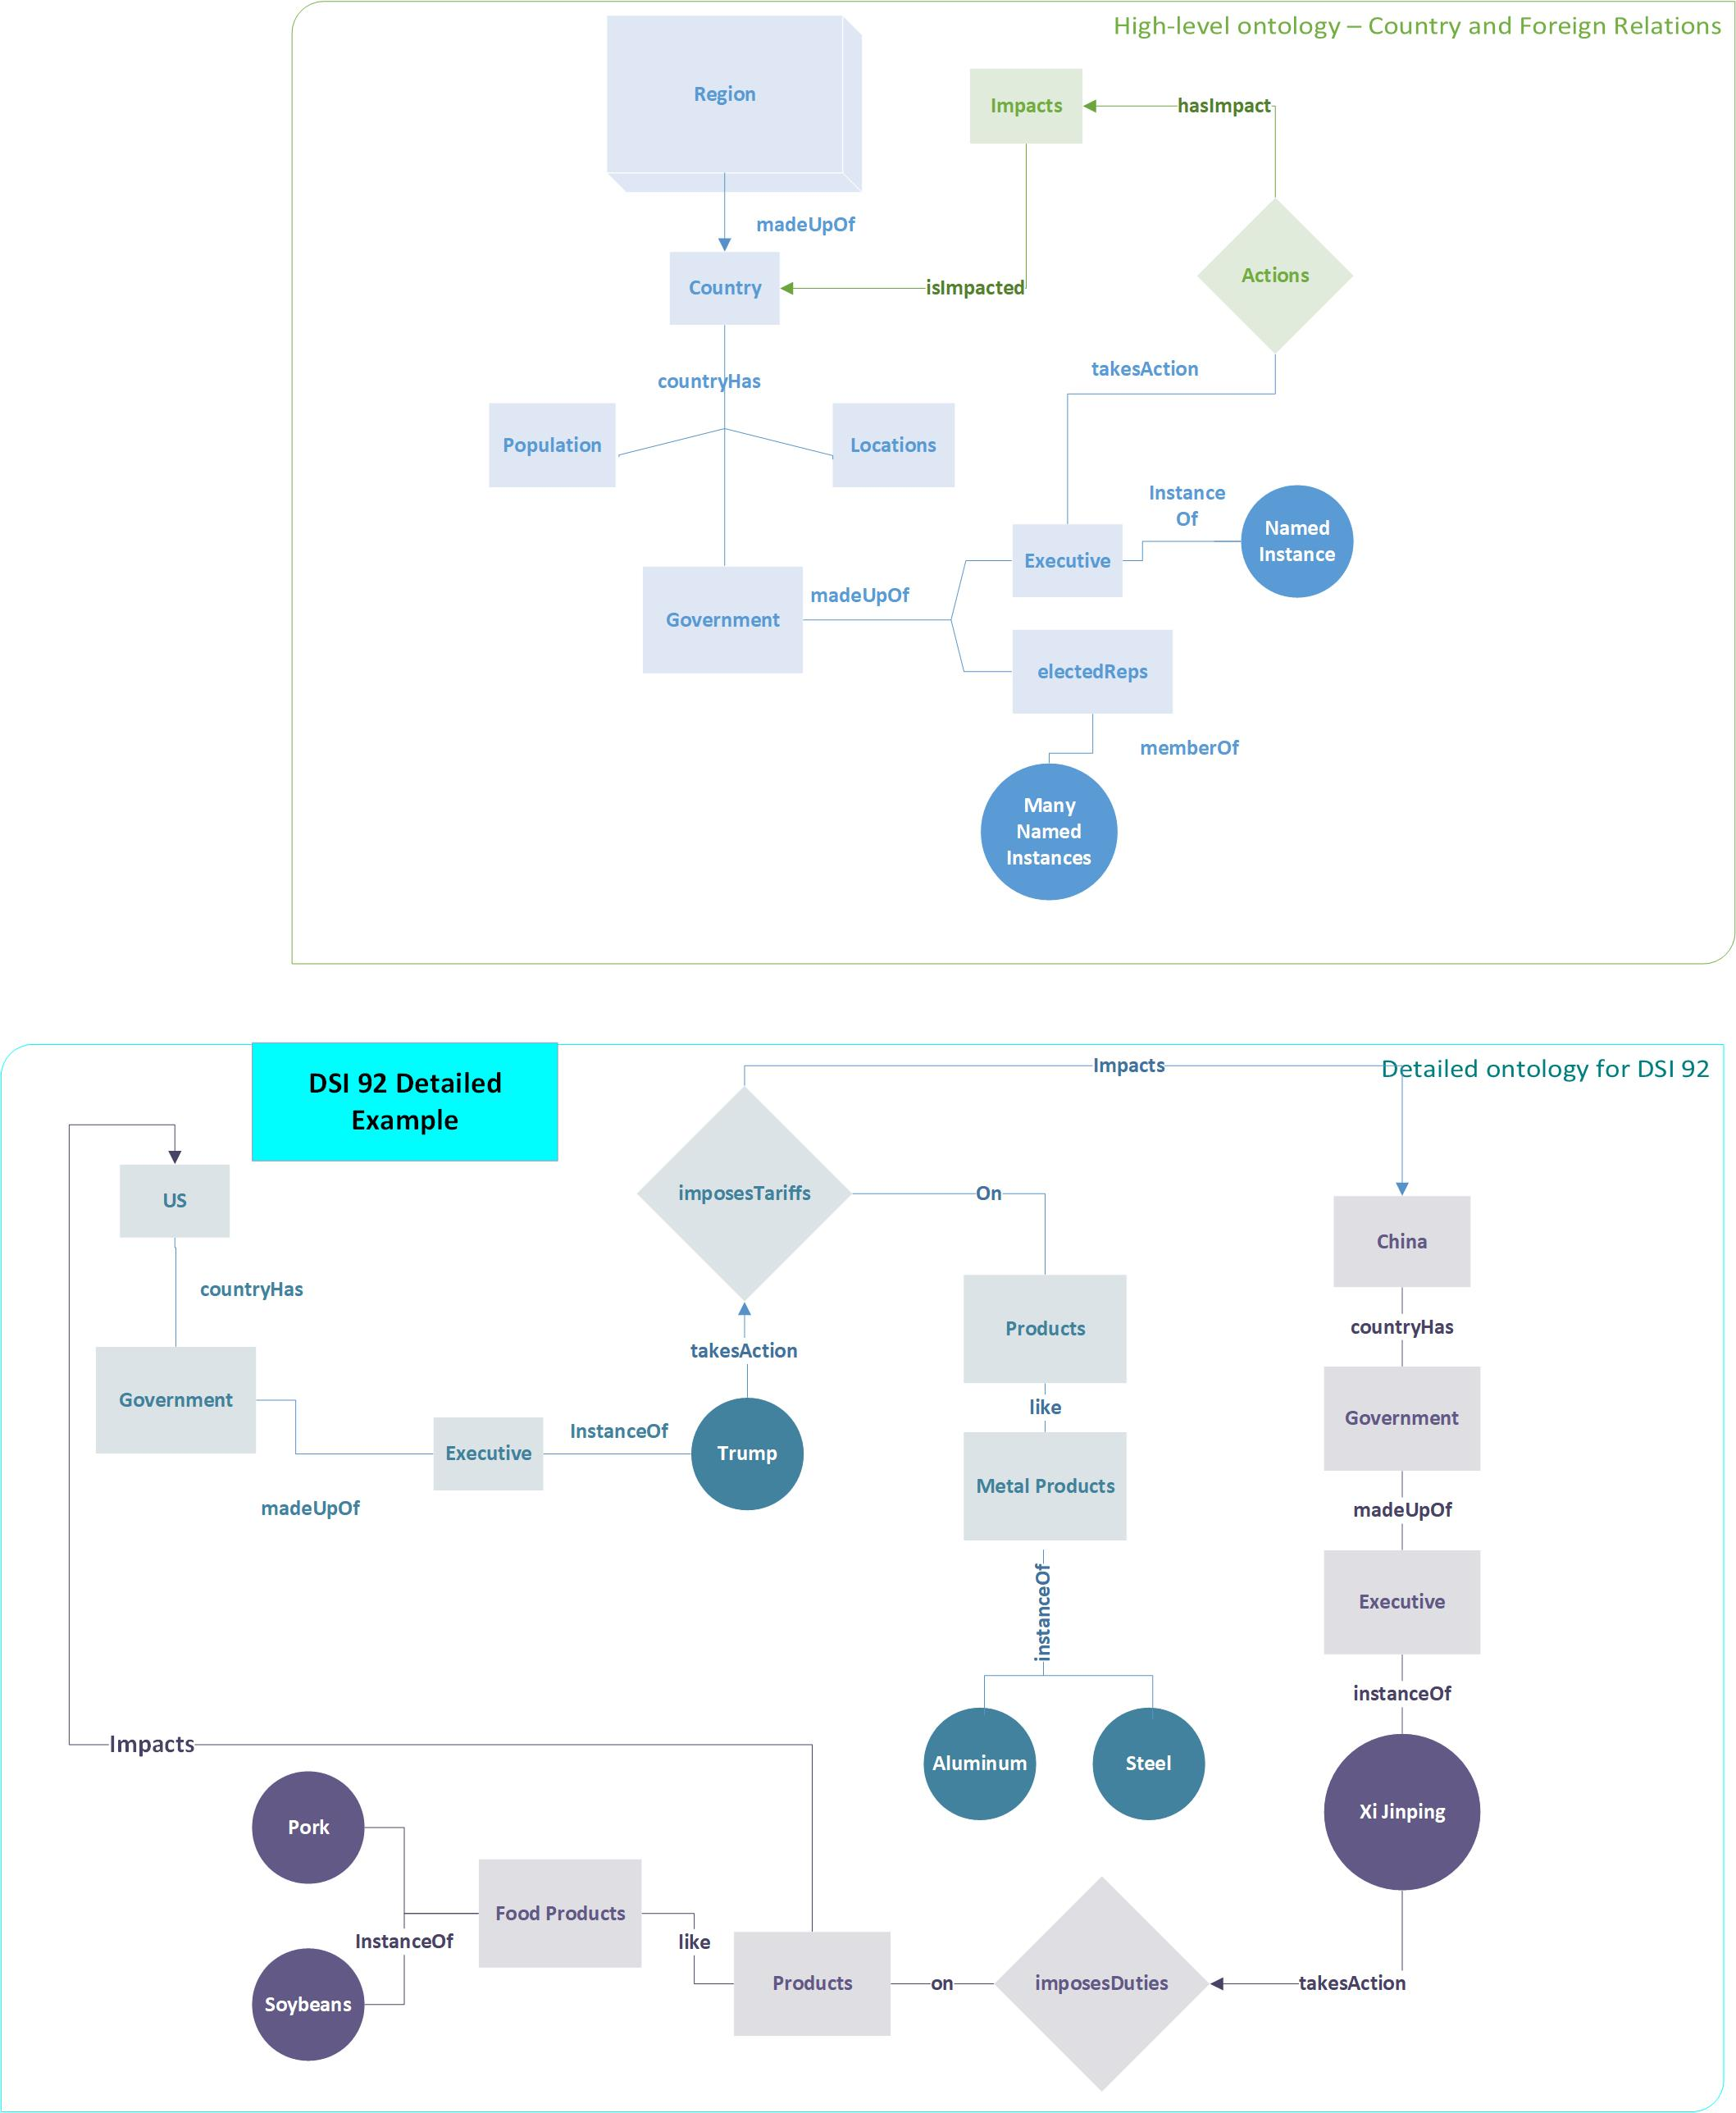 High-level ontology – Country and Foreign Relations
Region
Impacts
hasImpact
madeUpOf
Country
isImpacted
Actions
countryHas
takesAction
Population
Locations
Instance
Of
Named
Instance
Executive
Government
madeUpOf
electedReps
memberOf
Many
Named
Instances
DSI 92 Detailed
Example
Detailed ontology for DSI 92
Impacts
US
imposesTariffs
On
China
countryHas
Products
countryHas
takesAction
Government
like
Government
Executive
InstanceOf
Trump
Metal Products
madeUpOf
madeUpOf
instanceOf
Executive
instanceOf
Impacts
Aluminum
Steel
Xi Jinping
Pork
Food Products
InstanceOf
like
Soybeans
Products
on
imposesDuties
takesAction